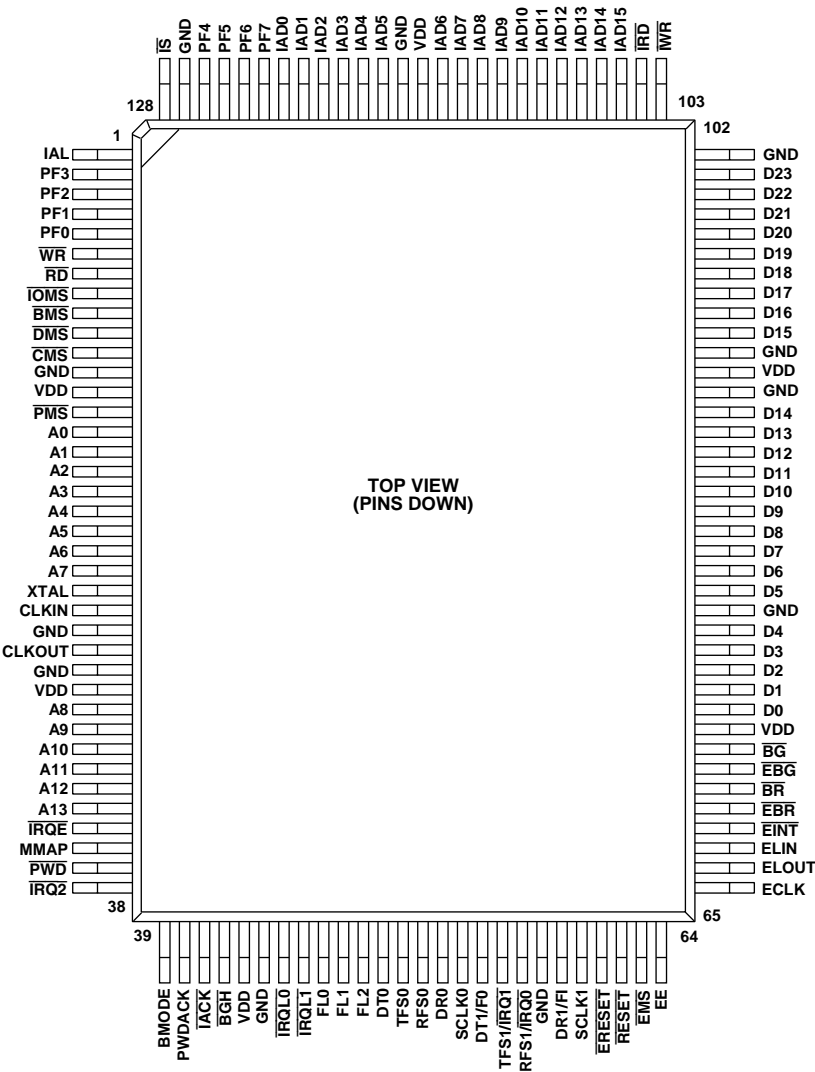 IS
GND
PF4
PF5
PF6
PF7
IAD0
IAD1
IAD2
IAD3
IAD4
IAD5
GND
VDD
IAD6
IAD7
IAD8
IAD9
IAD10
IAD11
IAD12
IAD13
IAD14
IAD15
IRD
IWR
128
103
1
102
IAL
PF3
PF2
PF1
PF0
WR
RD
IOMS
BMS
DMS
CMS
GND
VDD
PMS
A0
A1
A2
A3
A4
A5
A6
A7
XTAL
CLKIN
GND
CLKOUT
GND
VDD
A8
A9
A10
A11
A12
A13
IRQE
MMAP
PWD
IRQ2
TOP VIEW
(PINS DOWN)
GND
D23
D22
D21
D20
D19
D18
D17
D16
D15
GND
VDD
GND
D14
D13
D12
D11
D10
D9
D8
D7
D6
D5
GND
D4
D3
D2
D1
D0
VDD
BG
EBG
BR
EBR
EINT
ELIN
ELOUT
ECLK
38
65
39
64
BMODE
PWDACK
IACK
BGH
VDD
GND
IRQL0
IRQL1
FL0
FL1
FL2
DT0
TFS0
RFS0
DR0
SCLK0
DT1/F0
TFS1/IRQ1
RFS1/IRQ0
GND
DR1/FI
SCLK1
ERESET
RESET
EMS
EE